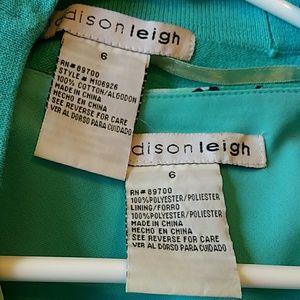 dison leigh
6
RN# 89700
STYLE# M106926
100% COTTON/ALGODON
MADE IN CHINA
HECHO EN CHINA
SEE REVERSE FOR CARE
VER AL DORSO PARA CUIDADO
dison leigh
6
RN# 89700
100%POLYESTER/POLIESTER
LINING/FORRO
100%POLYESTER/POLIESTER
MADE IN CHINA
HECHO EN CHINA
SEE REVERSE FOR CARE
VER AL DORSO PARA CUIDADO